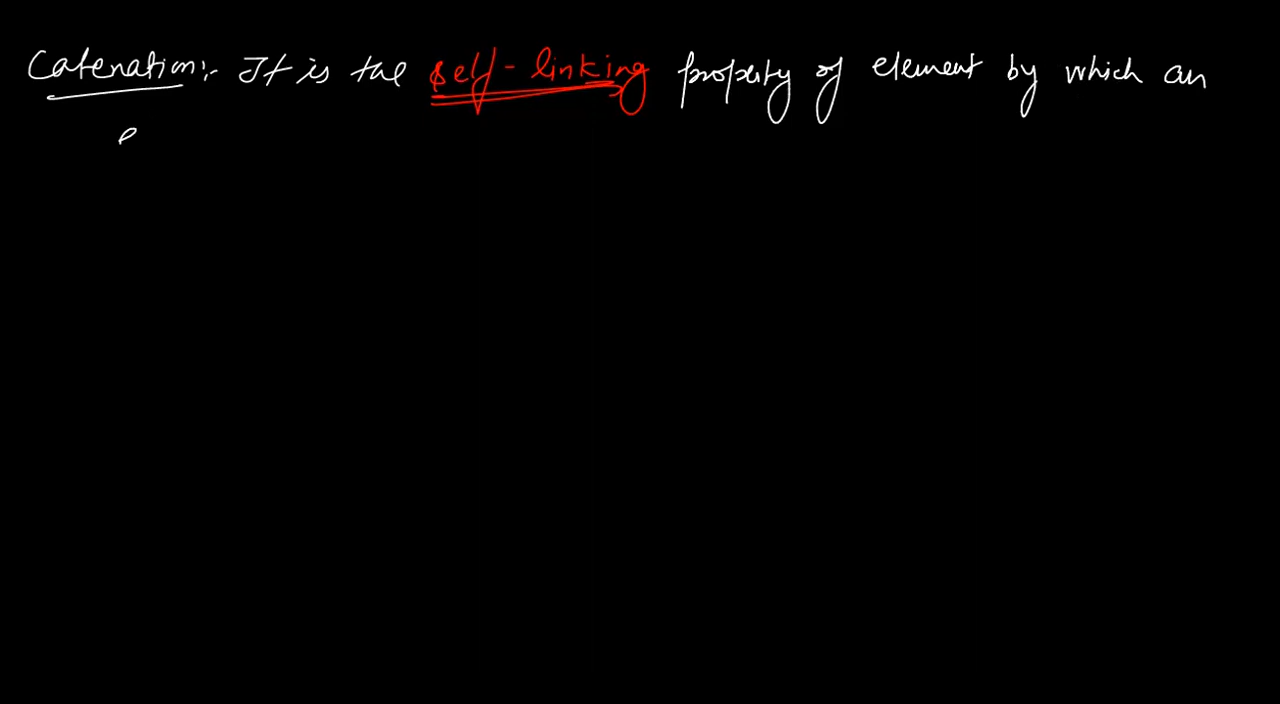 Catenation:- It is the self-linking property of element by which an
e